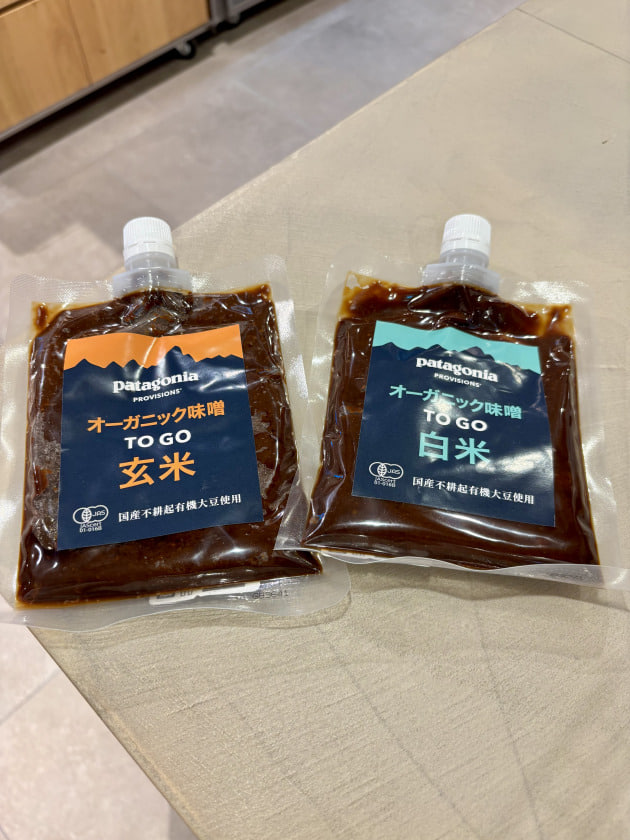 patagonia
PROVISIONS
オーガニック味噌
TO GO
玄米
JAS
国産不耕起有機大豆使用
patagonia
PROVISIONS
オーガニック味噌
TO GO
白米
JAS
国産不耕起有機大豆使用